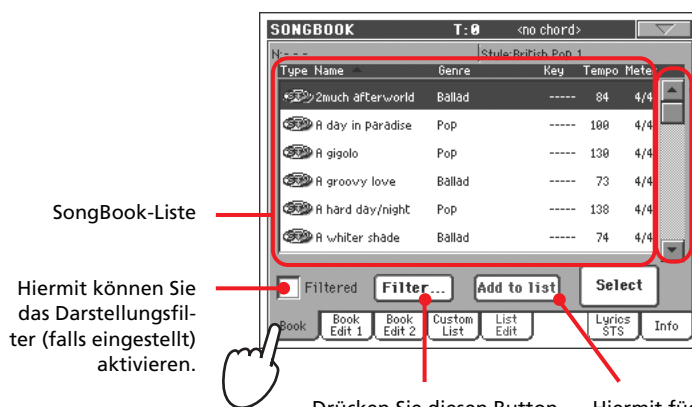 SONGBOOK T:0 <no chord>
N:--- Style:British Pop 1
Type Name Genre Key Tempo Meter
2much afterworld Ballad ----- 84 4/4
A day in paradise Pop ----- 100 4/4
A gigolo Pop ----- 130 4/4
A groovy love Ballad ----- 73 4/4
A hard day/night Pop ----- 138 4/4
A whiter shade Ballad ----- 74 4/4
SongBook-Liste
Filtered Filter... Add to list Select
Hiermit können Sie
das Darstellungsfil-
ter (falls eingestellt)
aktivieren.
Book Book Edit 1 Book Edit 2 Custom List List Edit Lyrics STS Info
Drücken Sie diesen Button Hiermit für